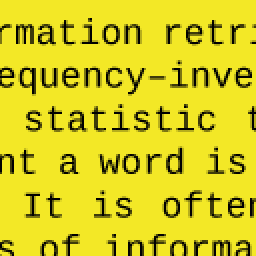 rmation retri
equency–inve
statistic t
nt a word is
It is often
s of informa